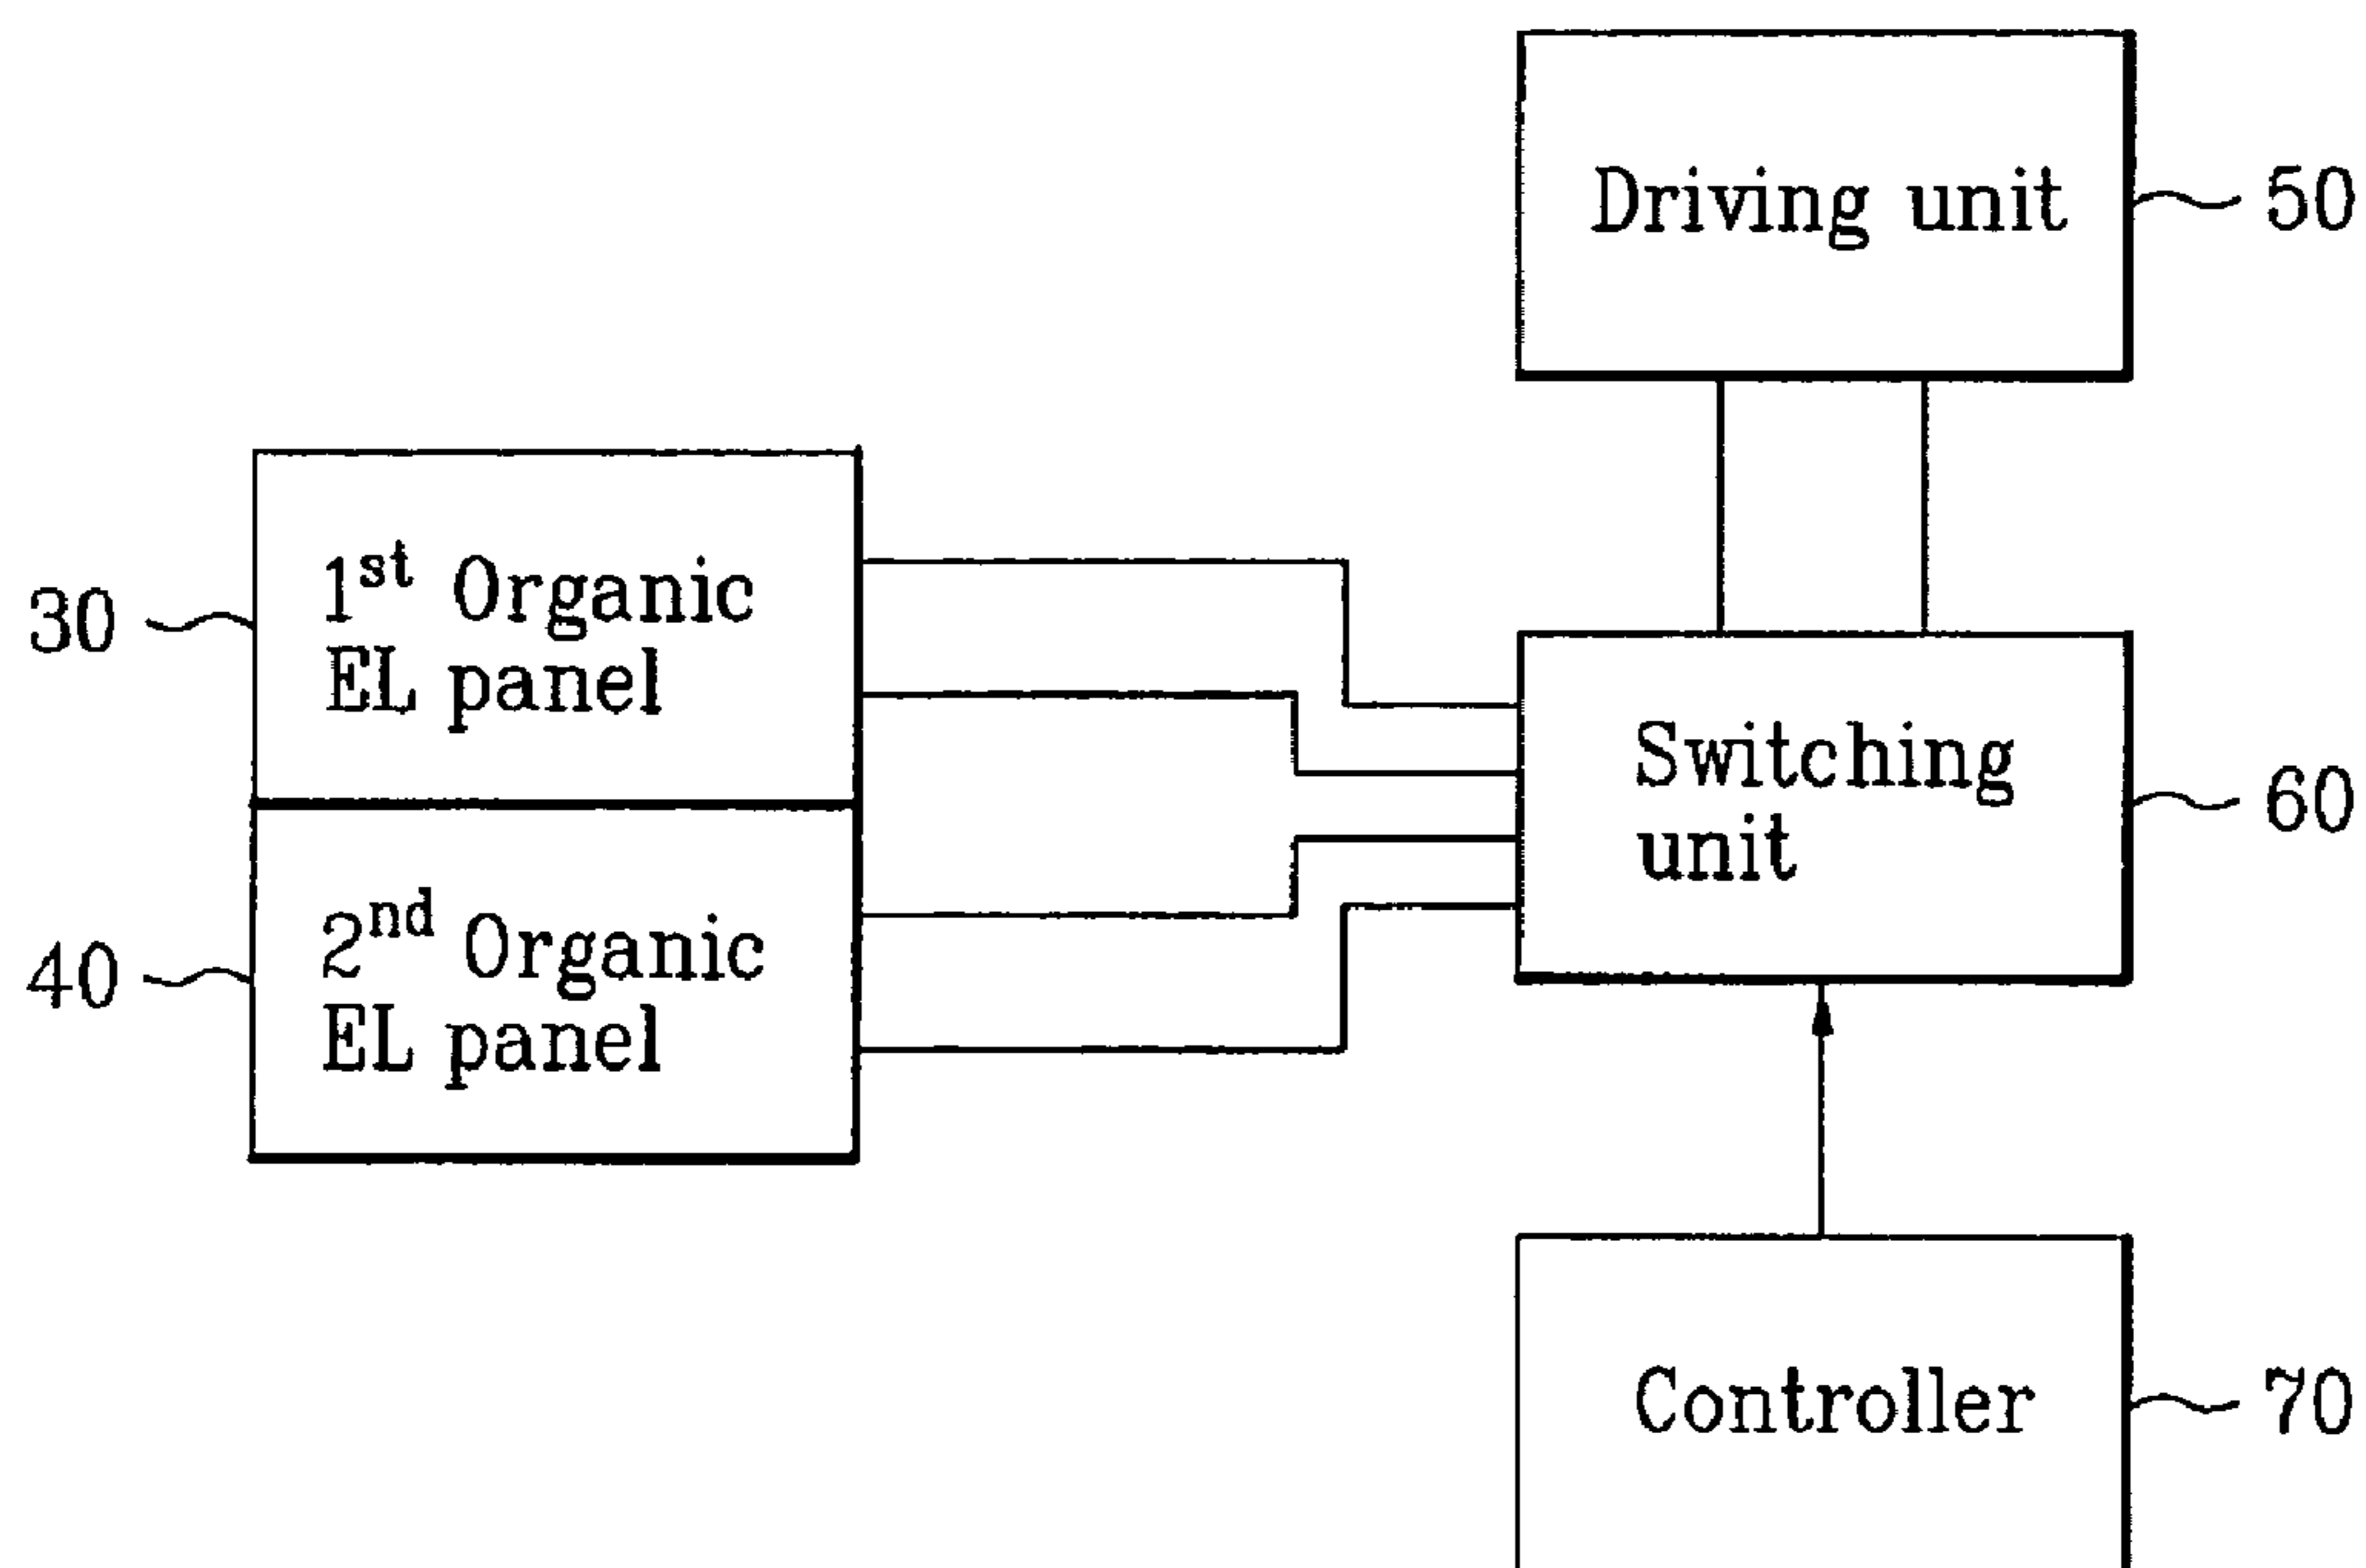 Driving unit
50
30
1st Organic
EL panel
Switching
unit
60
40
2nd Organic
EL panel
Controller
70